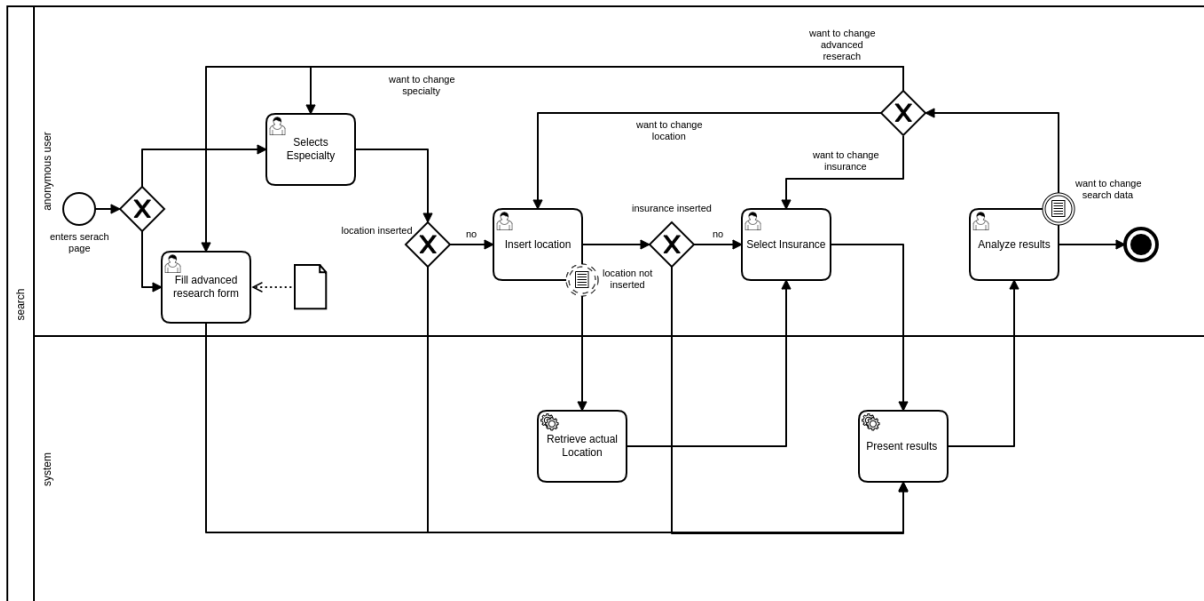 search
anonymous user
system
enters serach
page
Fill advanced
research form
Selects
Especialty
want to change
specialty
location inserted
no
Insert location
location not
inserted
want to change
location
insurance inserted
no
Select Insurance
want to change
insurance
want to change
advanced
reserach
want to change
search data
Analyze results
Retrieve actual
Location
Present results